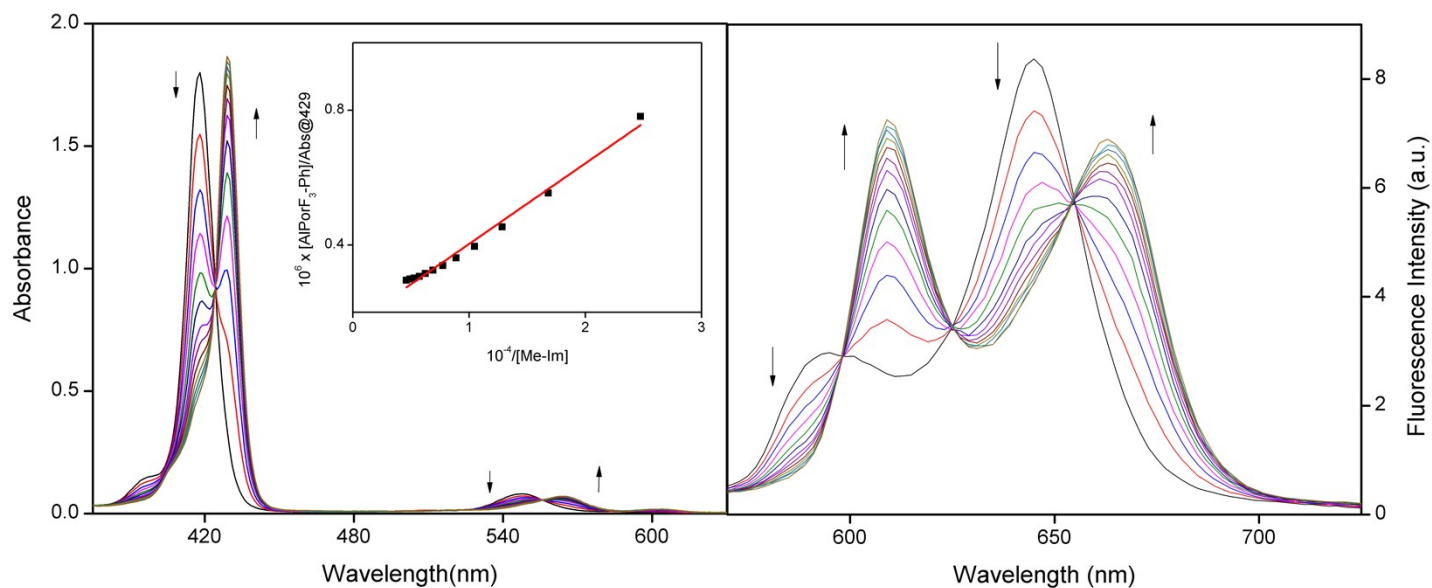 2.0
1.5
1.0
0.5
0.0
Absorbance
420 480 540 600
Wavelength(nm)
0.8
0.4
10⁶ x [AlPorF₃-Ph]/Abs@429
0 1 2 3
10⁻⁴/[Me-Im]
600 650 700
Wavelength (nm)
8
6
4
2
0
Fluorescence Intensity (a.u.)